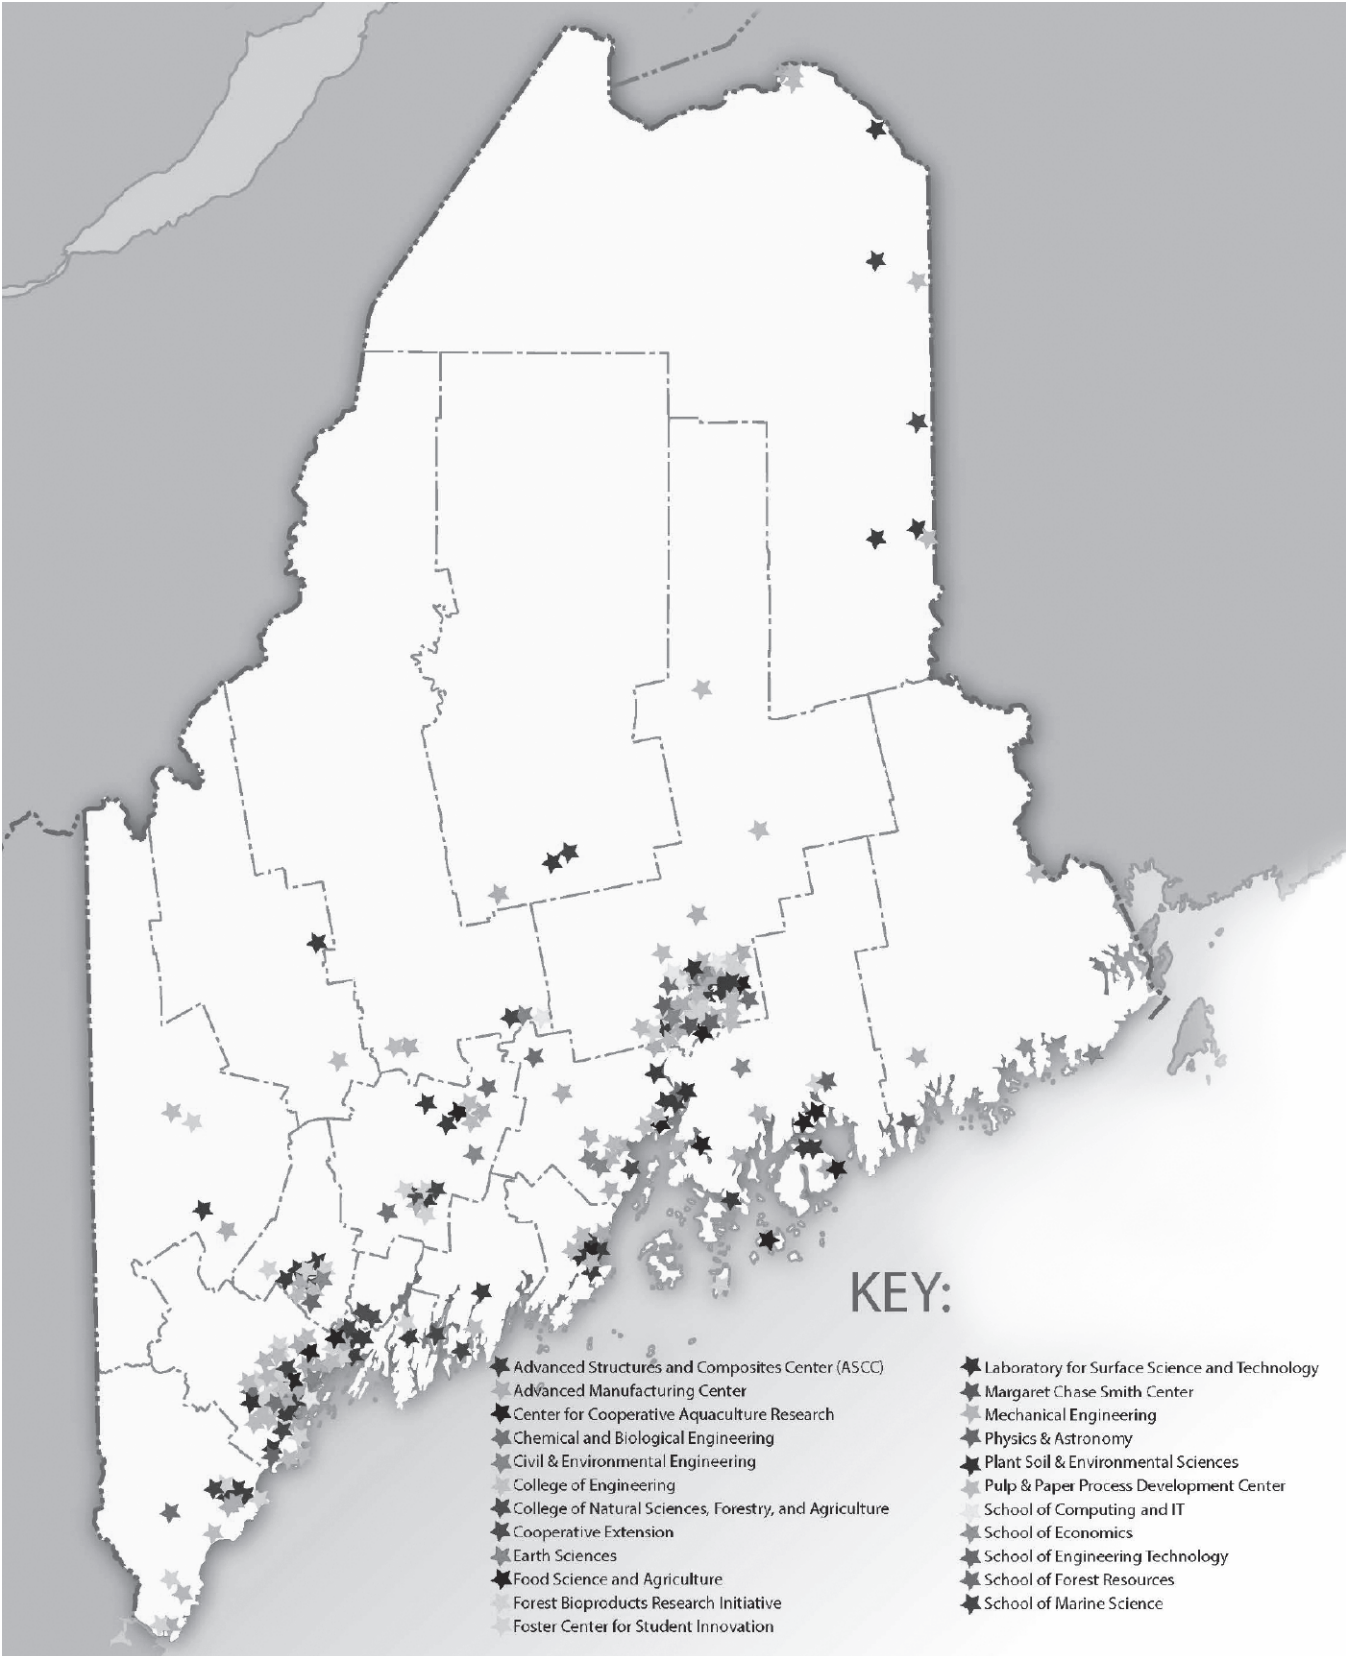 KEY:
Advanced Structures and Composites Center (ASCC)
Advanced Manufacturing Center
Center for Cooperative Aquaculture Research
Chemical and Biological Engineering
Civil & Environmental Engineering
College of Engineering
College of Natural Sciences, Forestry, and Agriculture
Cooperative Extension
Earth Sciences
Food Science and Agriculture
Forest Bioproducts Research Initiative
Foster Center for Student Innovation
Laboratory for Surface Science and Technology
Margaret Chase Smith Center
Mechanical Engineering
Physics & Astronomy
Plant Soil & Environmental Sciences
Pulp & Paper Process Development Center
School of Computing and IT
School of Economics
School of Engineering Technology
School of Forest Resources
School of Marine Science